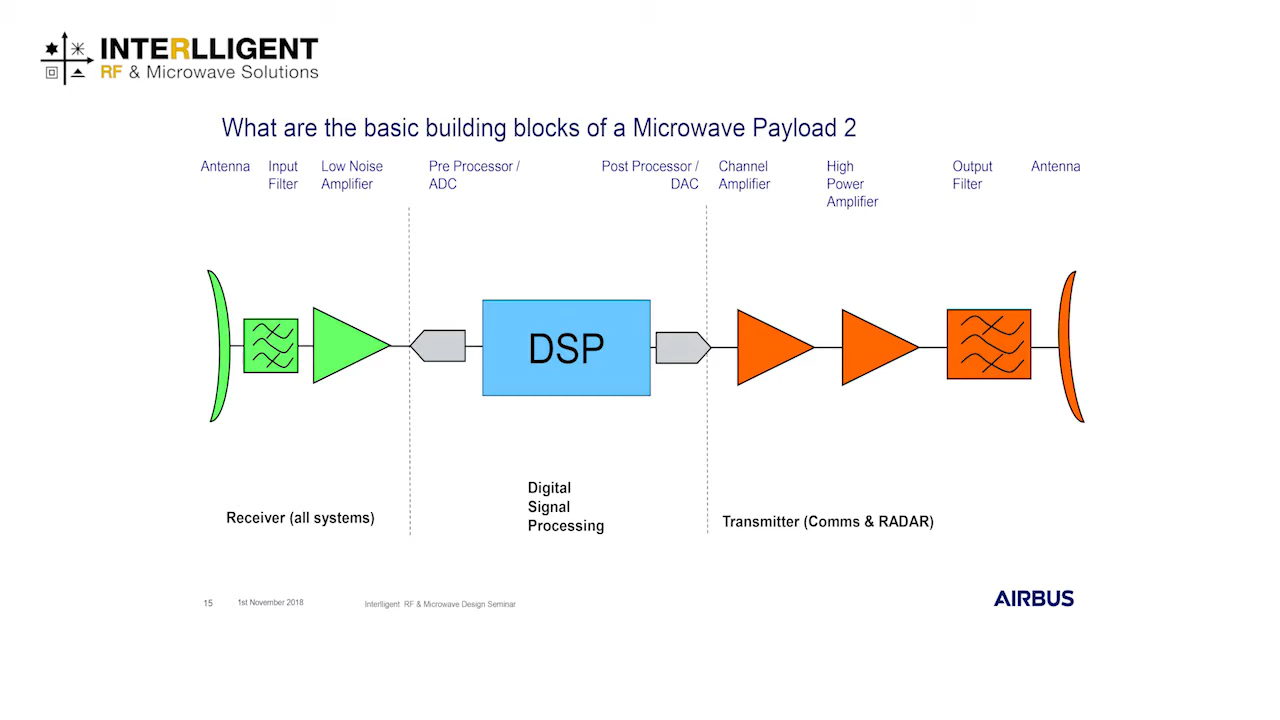 INTERLLIGENT
RF & Microwave Solutions
What are the basic building blocks of a Microwave Payload 2
Antenna
Input
Filter
Low Noise
Amplifier
Pre Processor /
ADC
Post Processor /
DAC
Channel
Amplifier
High
Power
Amplifier
Output
Filter
Antenna
DSP
Digital
Signal
Processing
Receiver (all systems)
Transmitter (Comms & RADAR)
15
1st November 2018
Interlligent RF & Microwave Design Seminar
AIRBUS